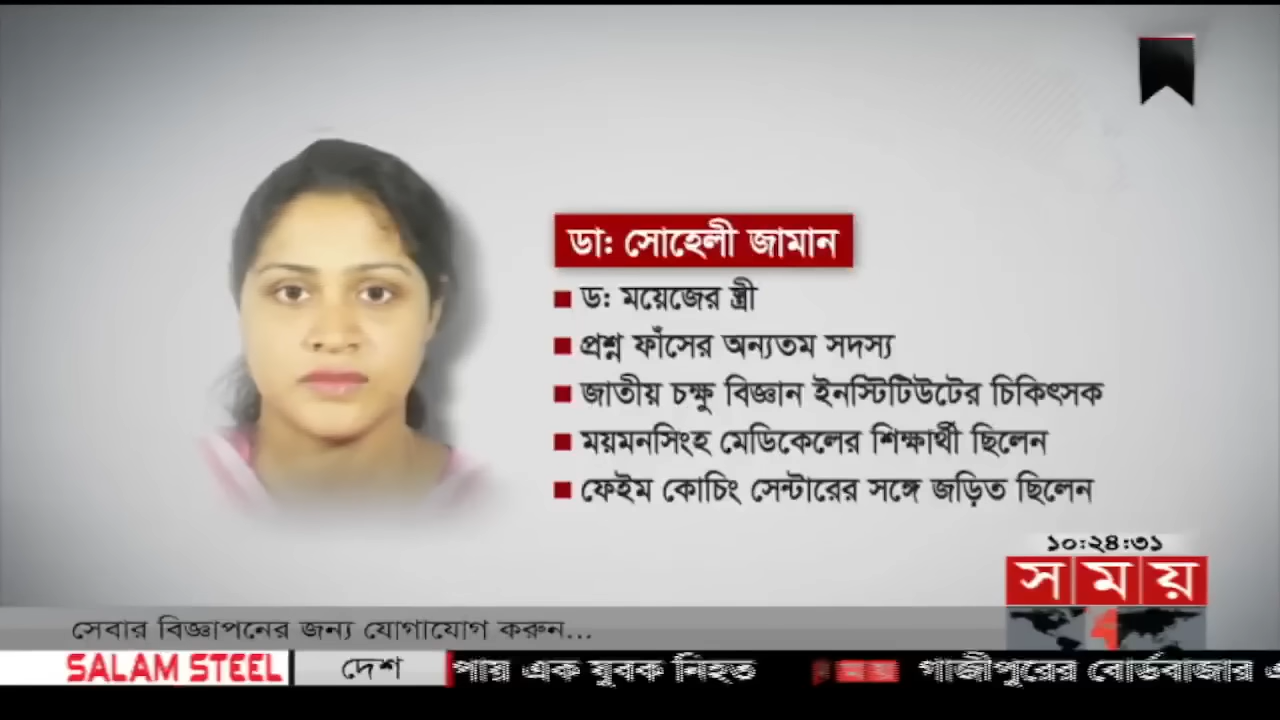 ডা: সোহেলী জামান
ড: ময়েজের স্ত্রী
প্রশ্ন ফাঁসের অন্যতম সদস্য
জাতীয় চক্ষু বিজ্ঞান ইনস্টিটিউটের চিকিৎসক
ময়মনসিংহ মেডিকেলের শিক্ষার্থী ছিলেন
ফেইম কোচিং সেন্টারের সঙ্গে জড়িত ছিলেন
১০:২৪:৩১
সময়
সেবার বিজ্ঞাপনের জন্য যোগাযোগ করুন...
SALAM STEEL দেশ পায় এক যুবক নিহত গাজীপুরের বোর্ডবাজার